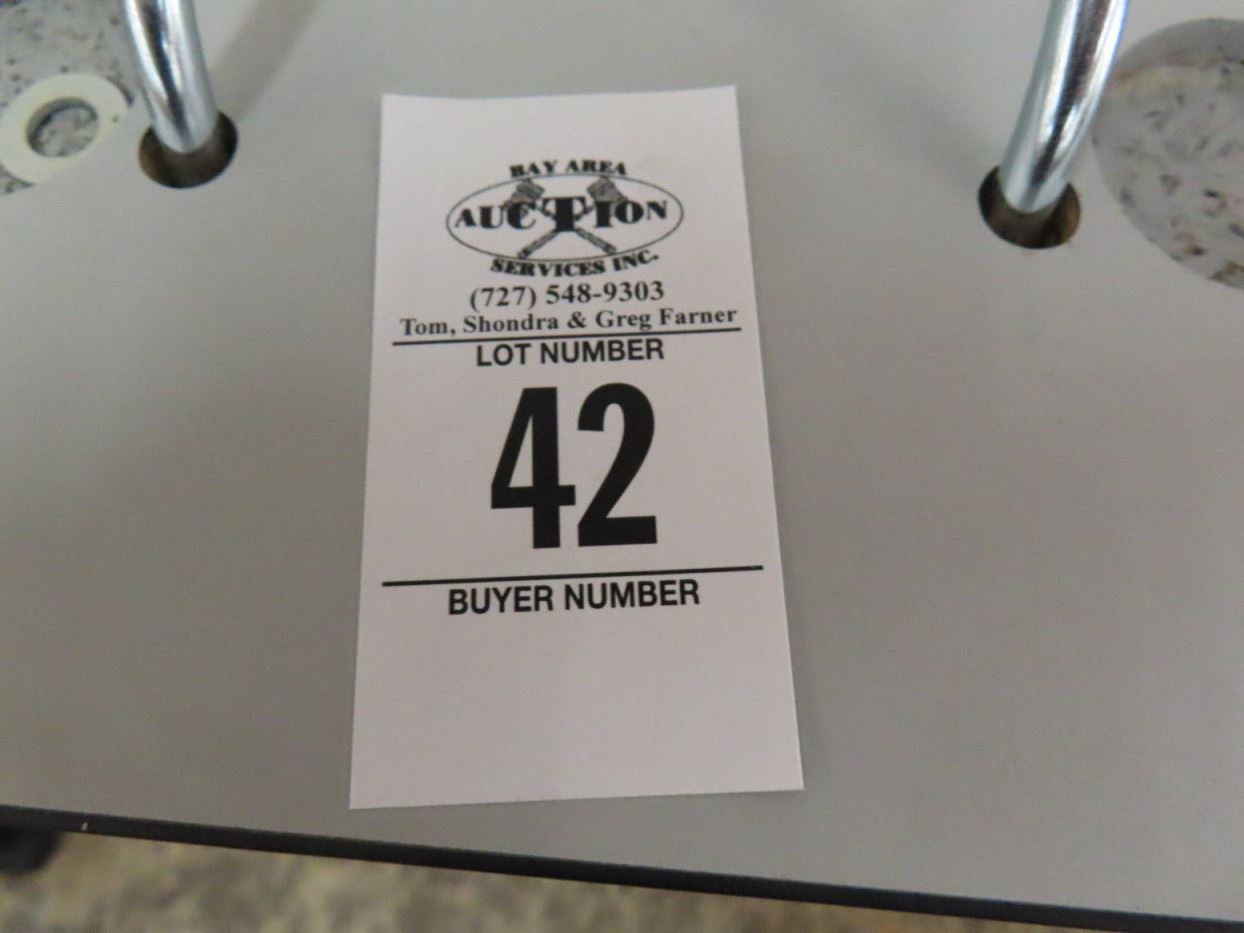 BAY AREA
AUCTION
SERVICES INC.
(727) 548-9303
Tom, Shondra & Greg Farner
LOT NUMBER
42
BUYER NUMBER